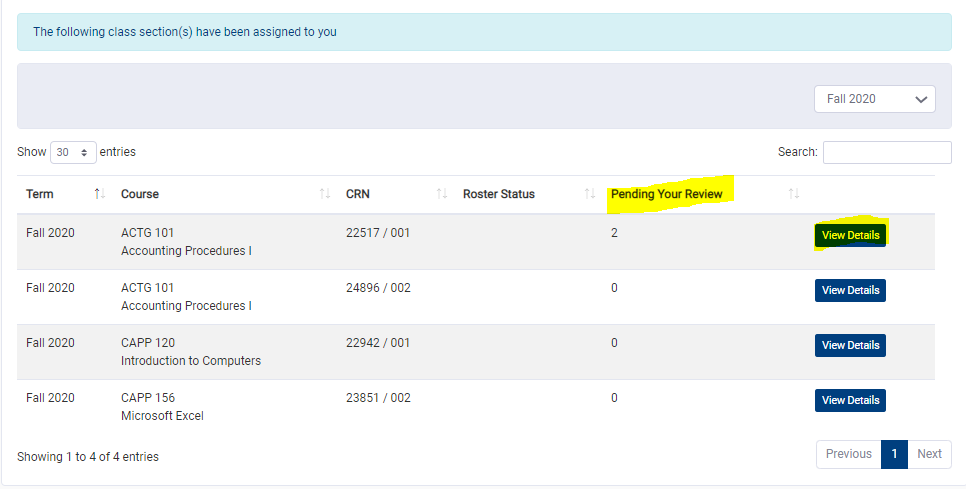 The following class section(s) have been assigned to you
Fall 2020
Show 30 entries Search:
Term Course CRN Roster Status Pending Your Review
Fall 2020 ACTG 101 22517 / 001 2 View Details
Accounting Procedures I
Fall 2020 ACTG 101 24896 / 002 0 View Details
Accounting Procedures I
Fall 2020 CAPP 120 22942 / 001 0 View Details
Introduction to Computers
Fall 2020 CAPP 156 23851 / 002 0 View Details
Microsoft Excel
Showing 1 to 4 of 4 entries Previous 1 Next